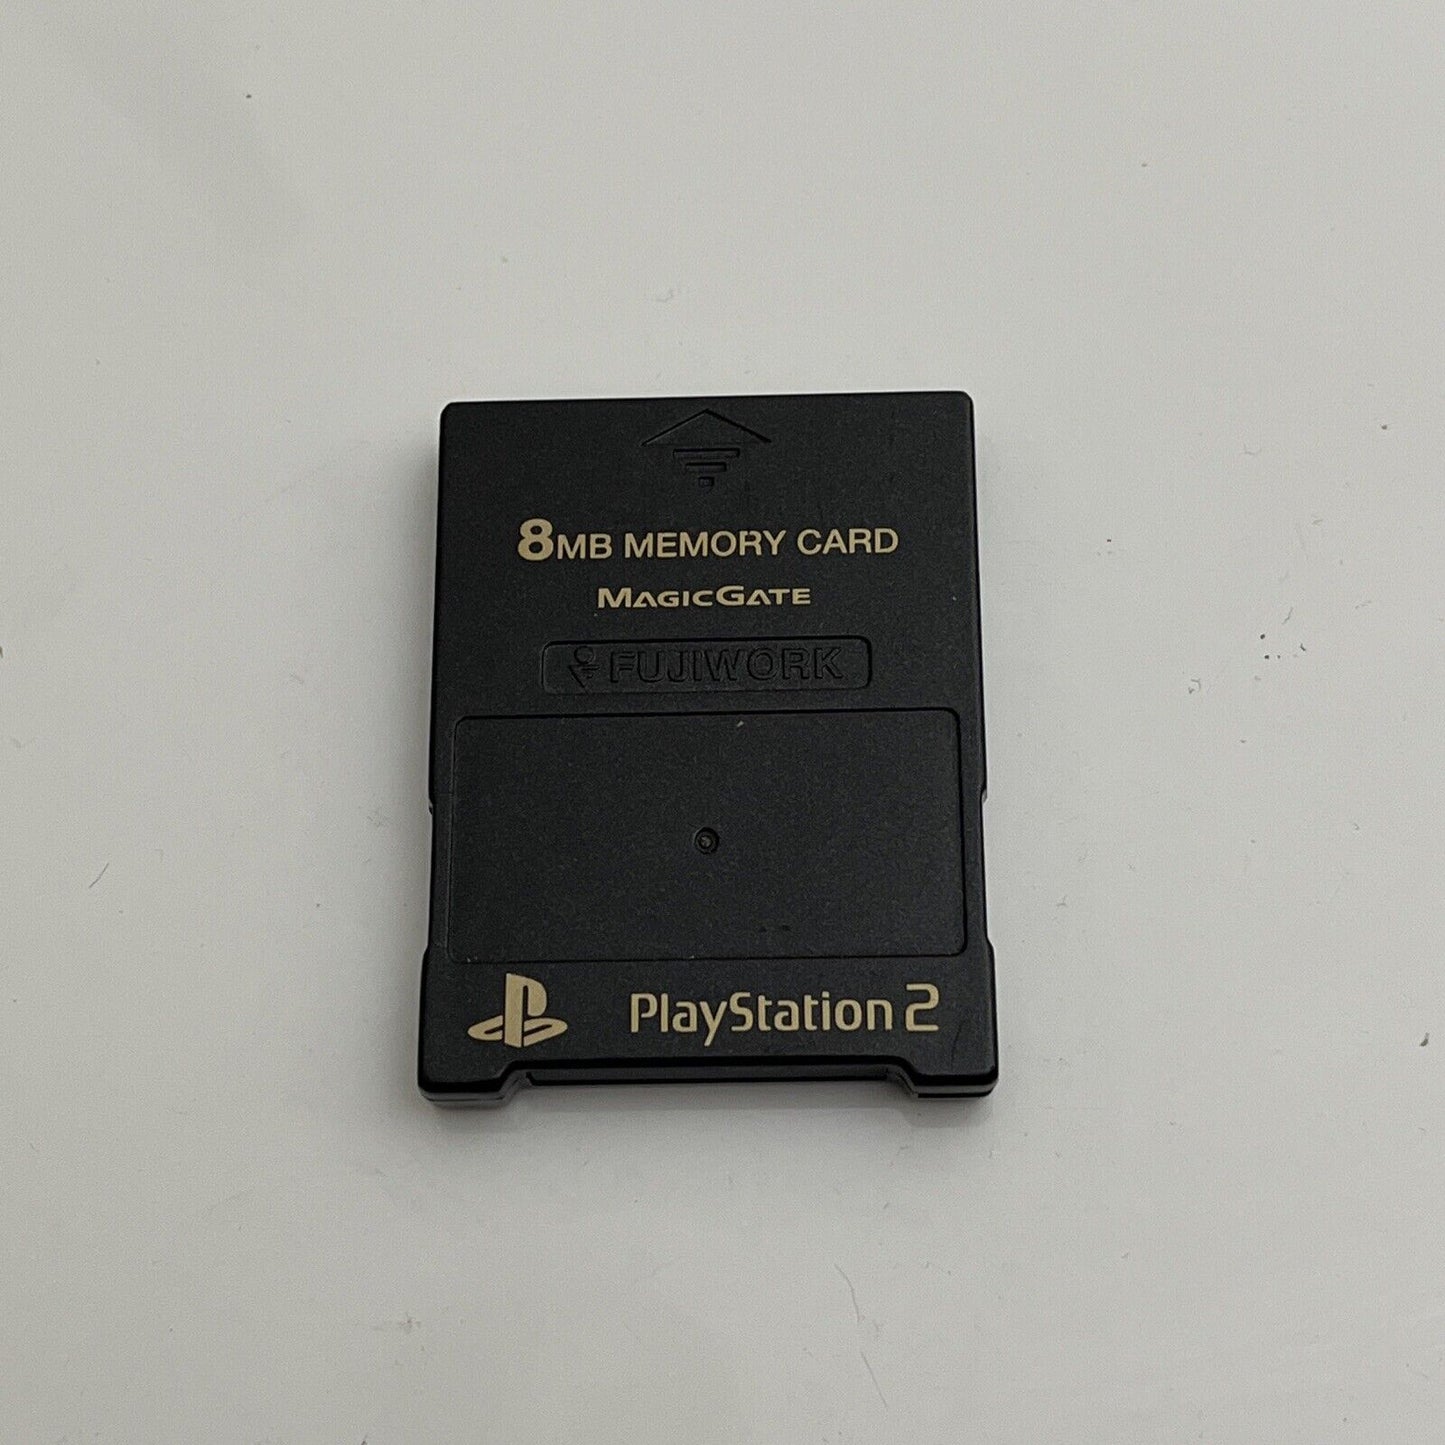 8MB MEMORY CARD
MAGICGATE
FUJIWORK
PlayStation 2